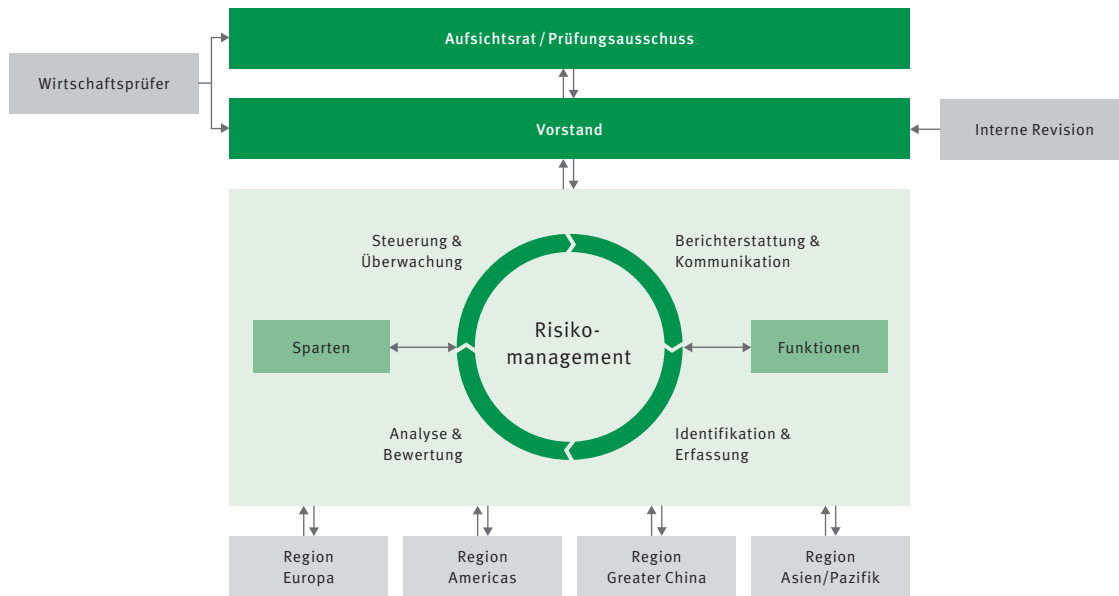 Aufsichtsrat / Prüfungsausschuss
Wirtschaftsprüfer
Vorstand
Interne Revision
Steuerung &
Überwachung
Berichterstattung &
Kommunikation
Sparten
Risiko-
management
Funktionen
Analyse &
Bewertung
Identifikation &
Erfassung
Region
Europa
Region
Americas
Region
Greater China
Region
Asien/Pazifik